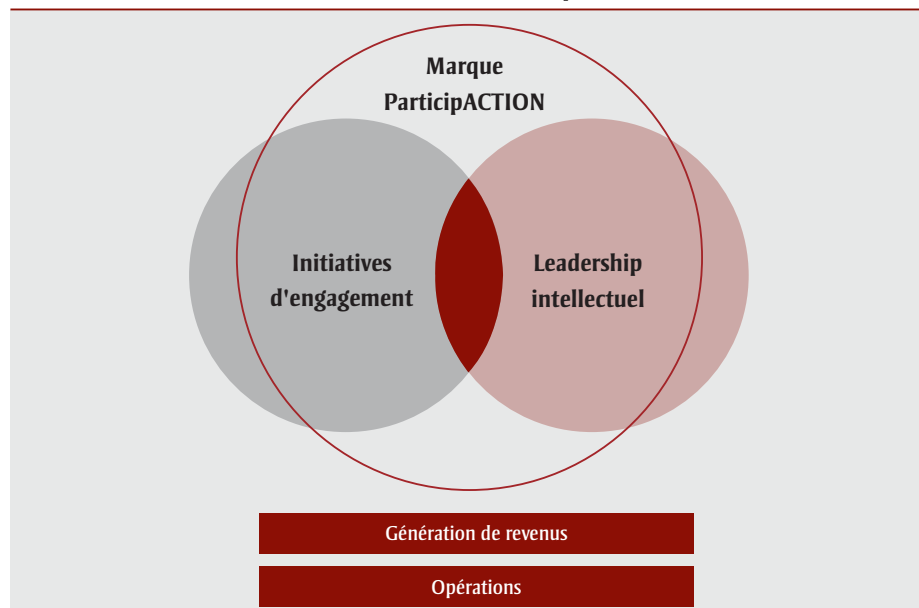 Marque
ParticipACTION
Initiatives
d'engagement
Leadership
intellectuel
Génération de revenus
Opérations